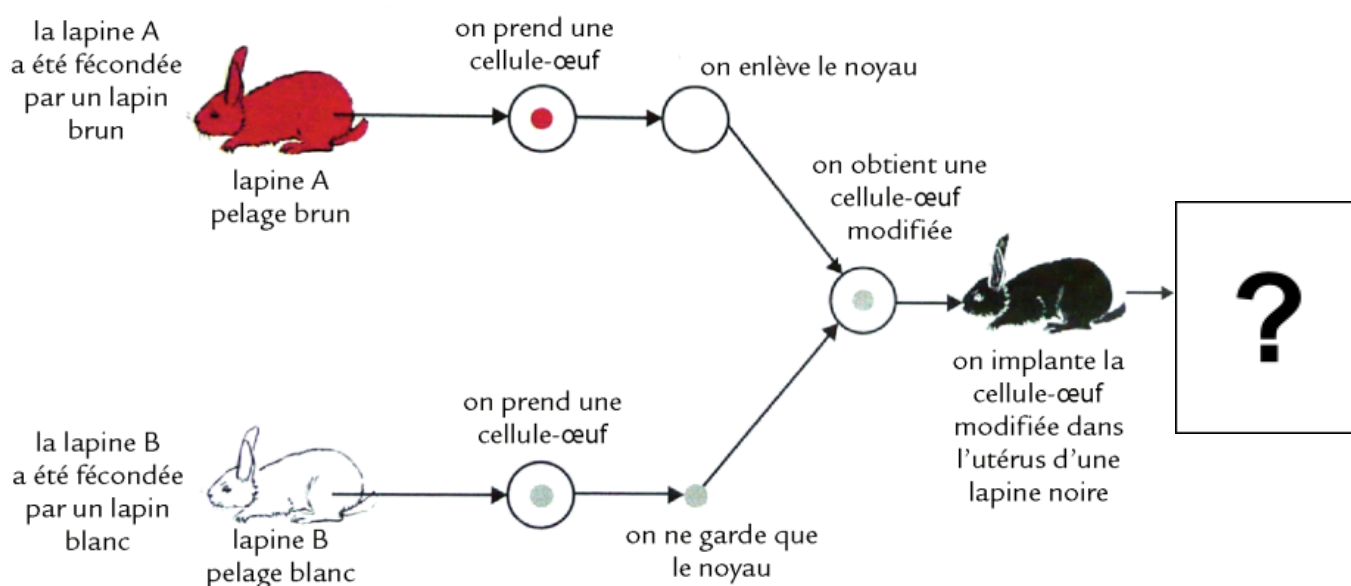 la lapine A
a été fécondée
par un lapin
brun
lapine A
pelage brun
on prend une
cellule-œuf
on enlève le noyau
on obtient une
cellule-œuf
modifiée
?
on implante la
cellule-œuf
modifiée dans
l'utérus d'une
lapine noire
la lapine B
a été fécondée
par un lapin
blanc
lapine B
pelage blanc
on prend une
cellule-œuf
on ne garde que
le noyau